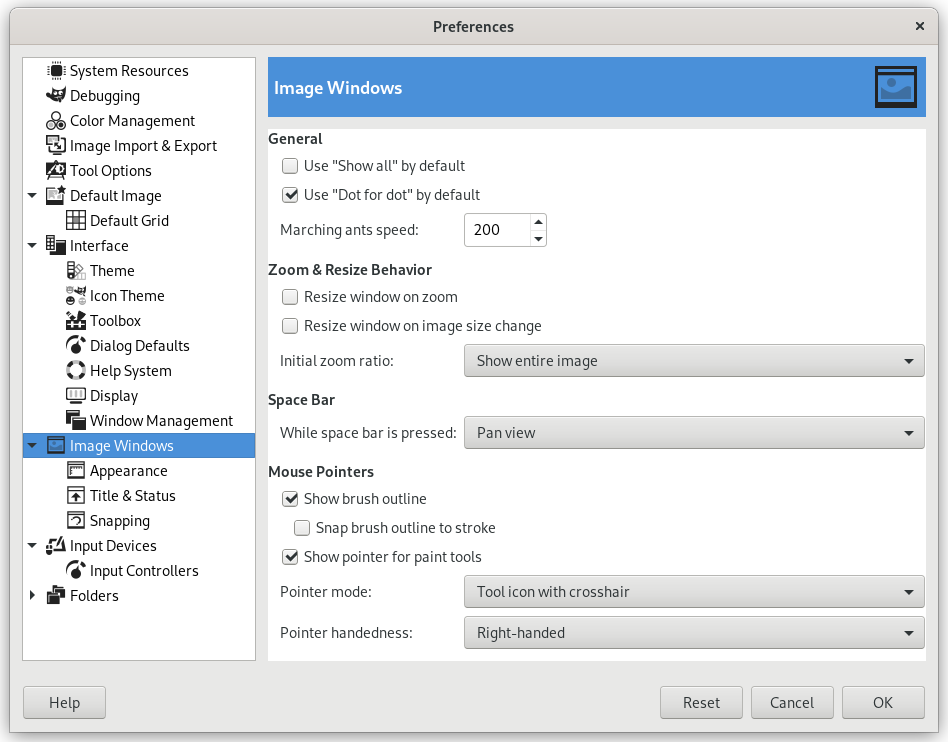 Preferences
System Resources
Debugging
Color Management
Image Import & Export
Tool Options
Default Image
Default Grid
Interface
Theme
Icon Theme
Toolbox
Dialog Defaults
Help System
Display
Window Management
Image Windows
Appearance
Title & Status
Snapping
Input Devices
Input Controllers
Folders
Image Windows
General
Use "Show all" by default
Use "Dot for dot" by default
Marching ants speed: 200
Zoom & Resize Behavior
Resize window on zoom
Resize window on image size change
Initial zoom ratio: Show entire image
Space Bar
While space bar is pressed: Pan view
Mouse Pointers
Show brush outline
Snap brush outline to stroke
Show pointer for paint tools
Pointer mode: Tool icon with crosshair
Pointer handedness: Right-handed
Help Reset Cancel OK